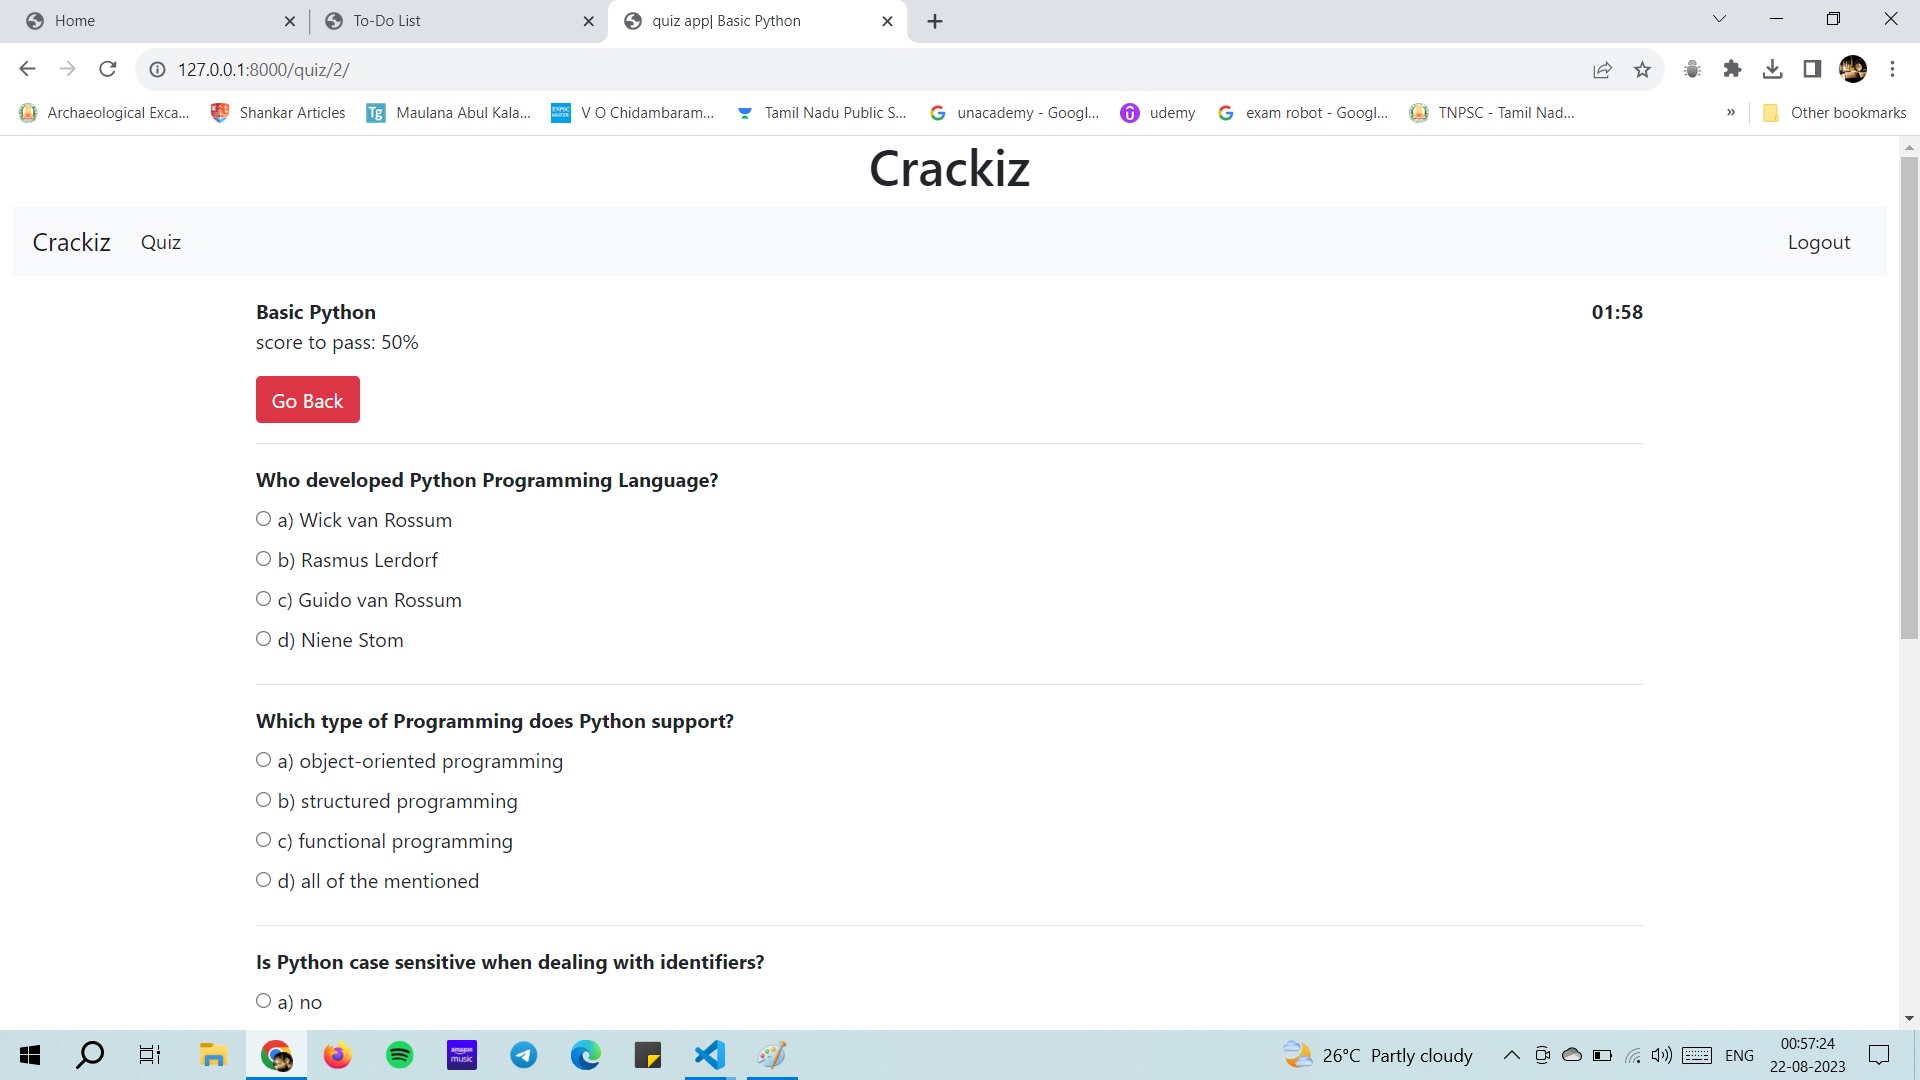 Home
To-Do List
quiz app| Basic Python
127.0.0.1:8000/quiz/2/
Archaeological Exca...
Shankar Articles
Tg
Maulana Abul Kala...
V O Chidambaram...
Tamil Nadu Public S...
unacademy - Googl...
udemy
exam robot - Googl...
TNPSC - Tamil Nad...
»
Other bookmarks
Crackiz
Crackiz
Quiz
Logout
Basic Python
01:58
score to pass: 50%
Go Back
Who developed Python Programming Language?
a) Wick van Rossum
b) Rasmus Lerdorf
c) Guido van Rossum
d) Niene Stom
Which type of Programming does Python support?
a) object-oriented programming
b) structured programming
c) functional programming
d) all of the mentioned
Is Python case sensitive when dealing with identifiers?
a) no
amazon
music
26°C Partly cloudy
ENG
00:57:24
22-08-2023